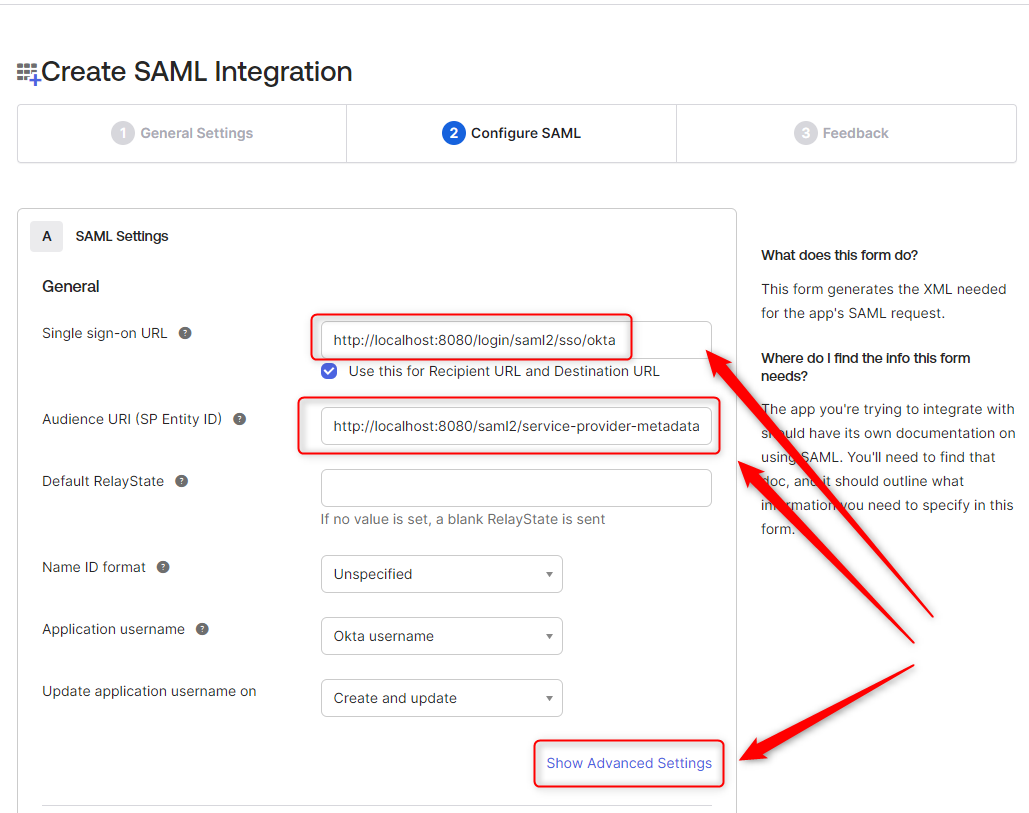 Create SAML Integration
1 General Settings
2 Configure SAML
3 Feedback
A SAML Settings
General
Single sign-on URL ?
http://localhost:8080/login/saml2/sso/okta
Use this for Recipient URL and Destination URL
Audience URI (SP Entity ID) ?
http://localhost:8080/saml2/service-provider-metadata
Default RelayState ?
If no value is set, a blank RelayState is sent
Name ID format ?
Unspecified
Application username ?
Okta username
Update application username on
Create and update
Show Advanced Settings
What does this form do?
This form generates the XML needed
for the app's SAML request.
Where do I find the info this form
needs?
The app you're trying to integrate with
should have its own documentation on
using SAML. You'll need to find that
doc, and it should outline what
information you need to specify in this
form.